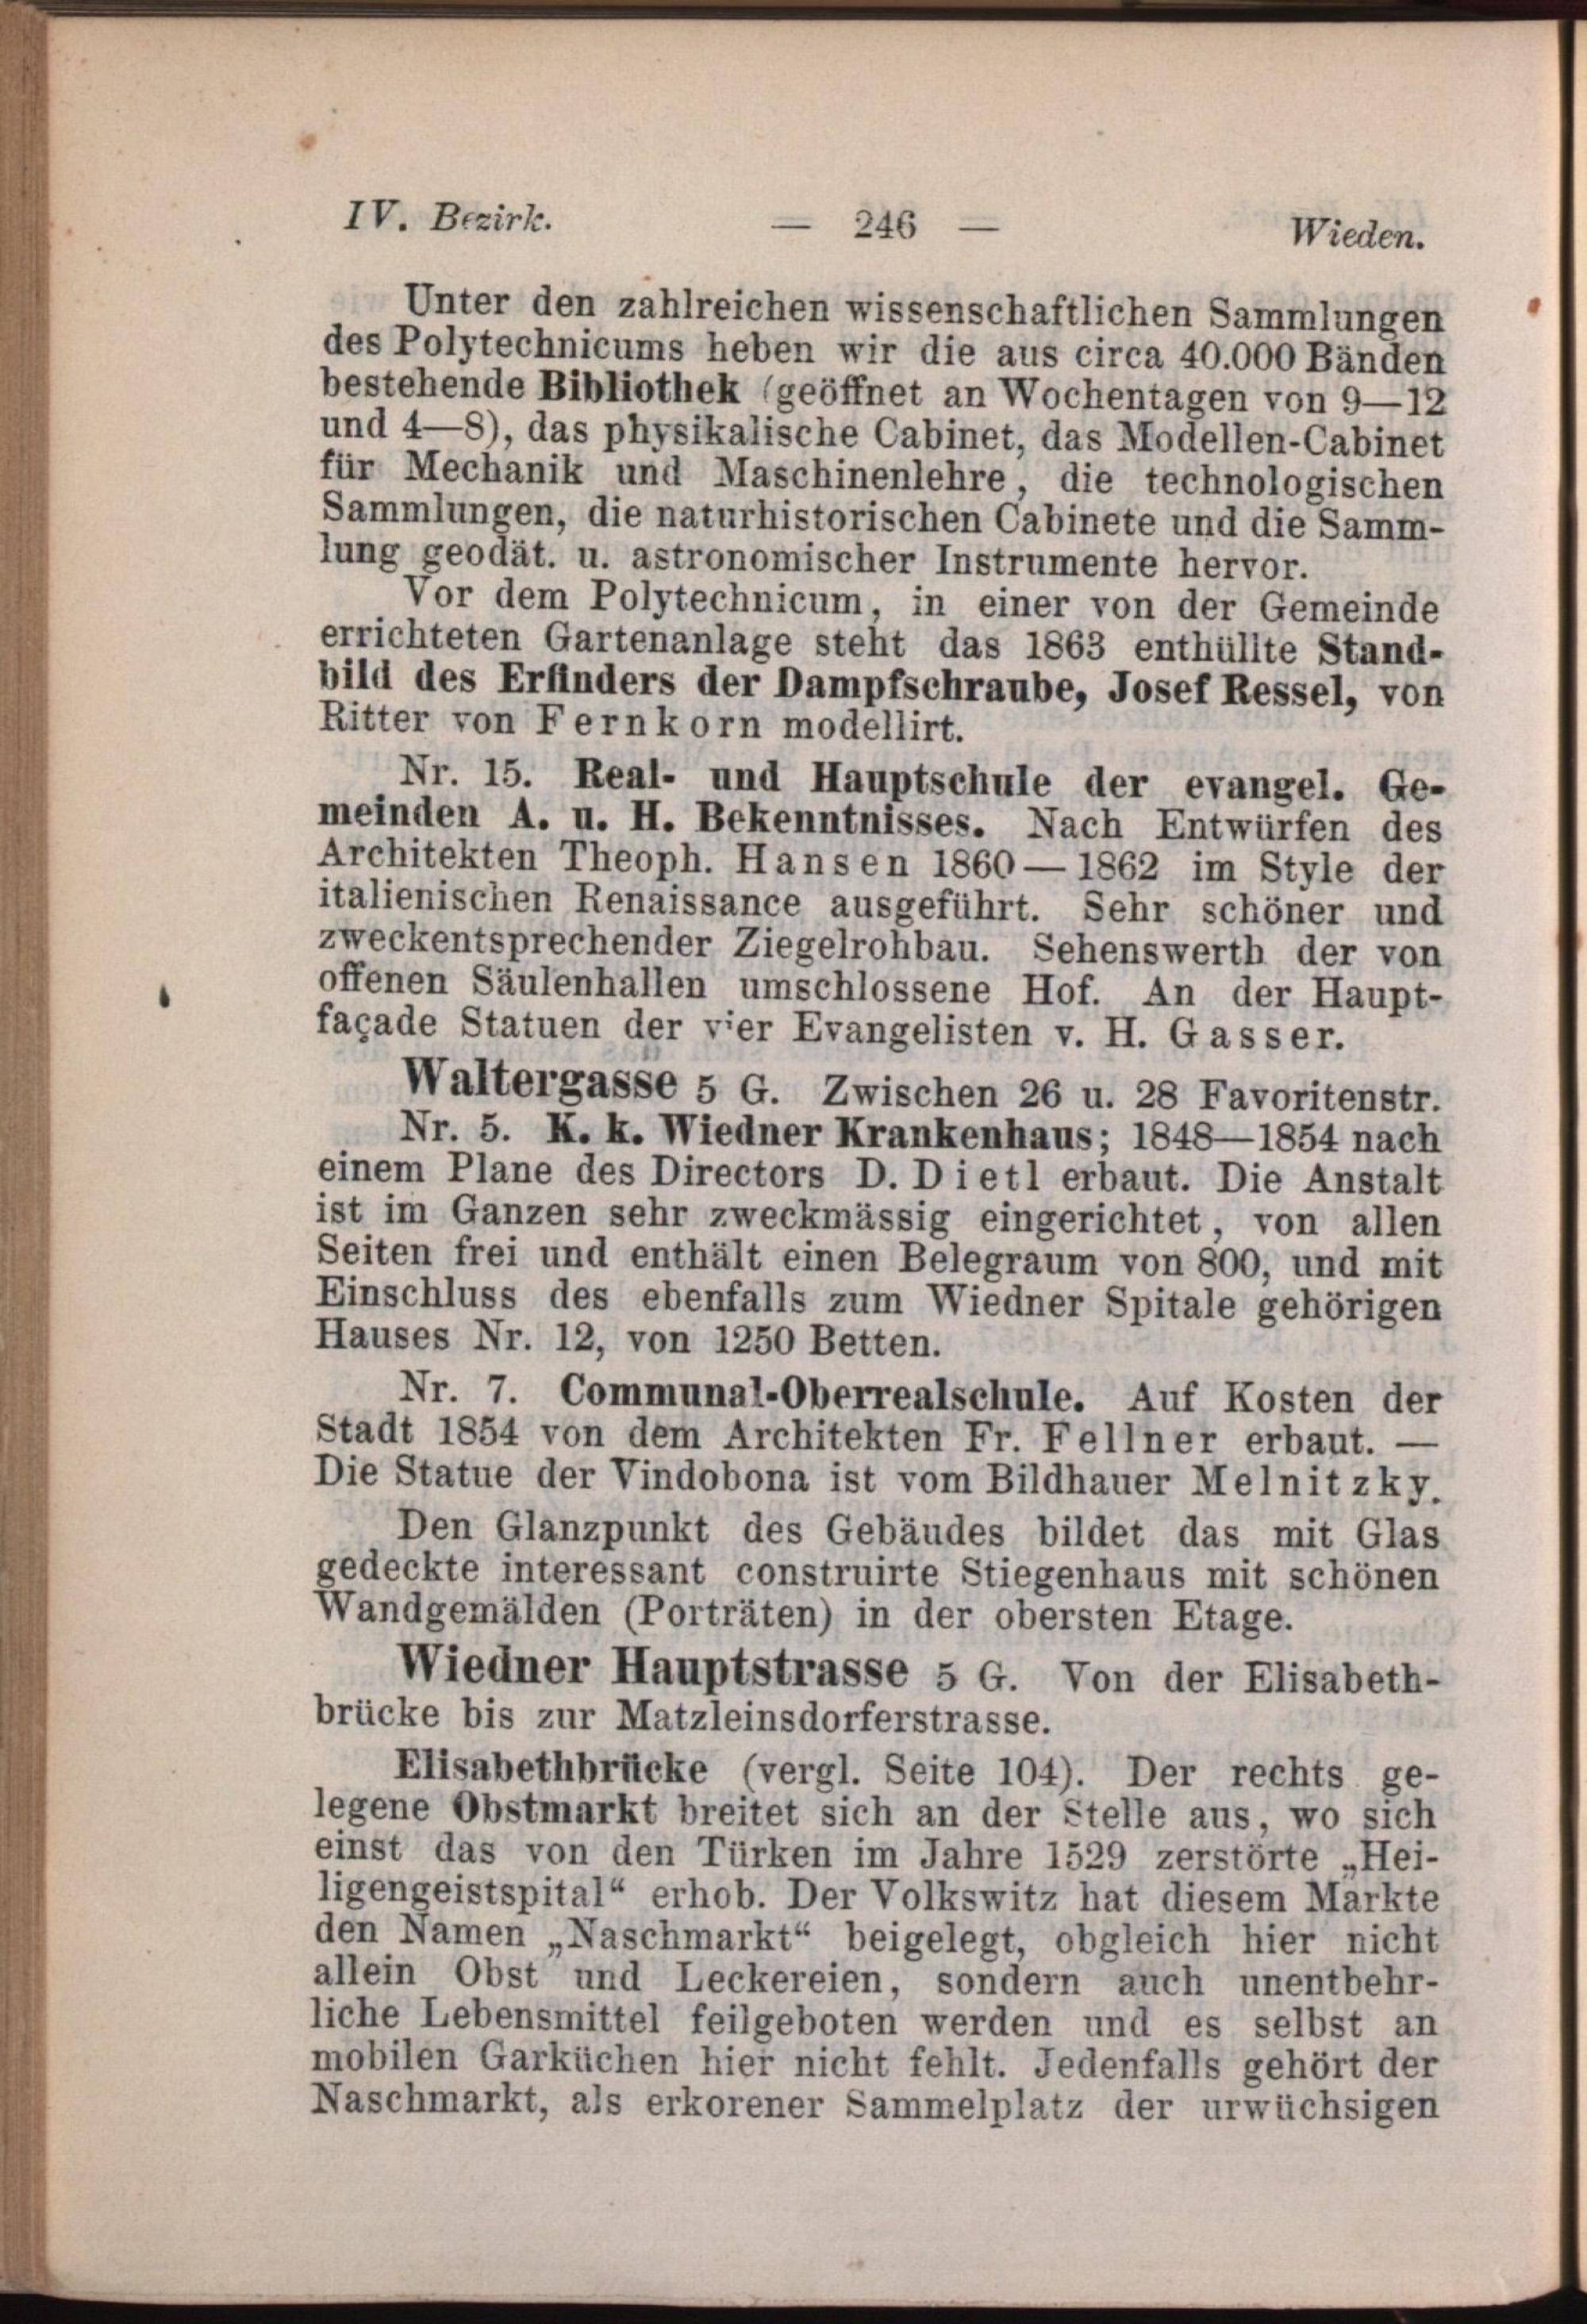 IV. Bezirk. — 246 — Wieden.
Unter den zahlreichen wissenschaftlichen Sammlungen
des Polytechnicums heben wir die aus circa 40.000 Bänden
bestehende Bibliothek (geöffnet an Wochentagen von 9—12
und 4—8), das physikalische Cabinet, das Modellen-Cabinet
für Mechanik und Maschinenlehre, die technologischen
Sammlungen, die naturhistorischen Cabinete und die Samm-
lung geodät. u. astronomischer Instrumente hervor.
Vor dem Polytechnicum, in einer von der Gemeinde
errichteten Gartenanlage steht das 1863 enthüllte Stand-
bild des Erfinders der Dampfschraube, Josef Ressel, von
Ritter von Fernkorn modellirt.
Nr. 15. Real- und Hauptschule der evangel. Ge-
meinden A. u. H. Bekenntnisses. Nach Entwürfen des
Architekten Theoph. Hansen 1860—1862 im Style der
italienischen Renaissance ausgeführt. Sehr schöner und
zweckentsprechender Ziegelrohbau. Sehenswerth der von
offenen Säulenhallen umschlossene Hof. An der Haupt-
façade Statuen der vier Evangelisten v. H. Gasser.
Waltergasse 5 G. Zwischen 26 u. 28 Favoritenstr.
Nr. 5. K. k. Wiedner Krankenhaus; 1848—1854 nach
einem Plane des Directors D. Dietl erbaut. Die Anstalt
ist im Ganzen sehr zweckmässig eingerichtet, von allen
Seiten frei und enthält einen Belegraum von 800, und mit
Einschluss des ebenfalls zum Wiedner Spitale gehörigen
Hauses Nr. 12, von 1250 Betten.
Nr. 7. Communal-Oberrealschule. Auf Kosten der
Stadt 1854 von dem Architekten Fr. Fellner erbaut. —
Die Statue der Vindobona ist vom Bildhauer Melnitzky.
Den Glanzpunkt des Gebäudes bildet das mit Glas
gedeckte interessant construirte Stiegenhaus mit schönen
Wandgemälden (Porträten) in der obersten Etage.
Wiedner Hauptstrasse 5 G. Von der Elisabeth-
brücke bis zur Matzleinsdorferstrasse.
Elisabethbrücke (vergl. Seite 104). Der rechts ge-
legene Obstmarkt breitet sich an der Stelle aus, wo sich
einst das von den Türken im Jahre 1529 zerstörte „Hei-
ligengeistspital“ erhob. Der Volkswitz hat diesem Markte
den Namen „Naschmarkt“ beigelegt, obgleich hier nicht
allein Obst und Leckereien, sondern auch unentbehr-
liche Lebensmittel feilgeboten werden und es selbst an
mobilen Garküchen hier nicht fehlt. Jedenfalls gehört der
Naschmarkt, als erkorener Sammelplatz der urwüchsigen